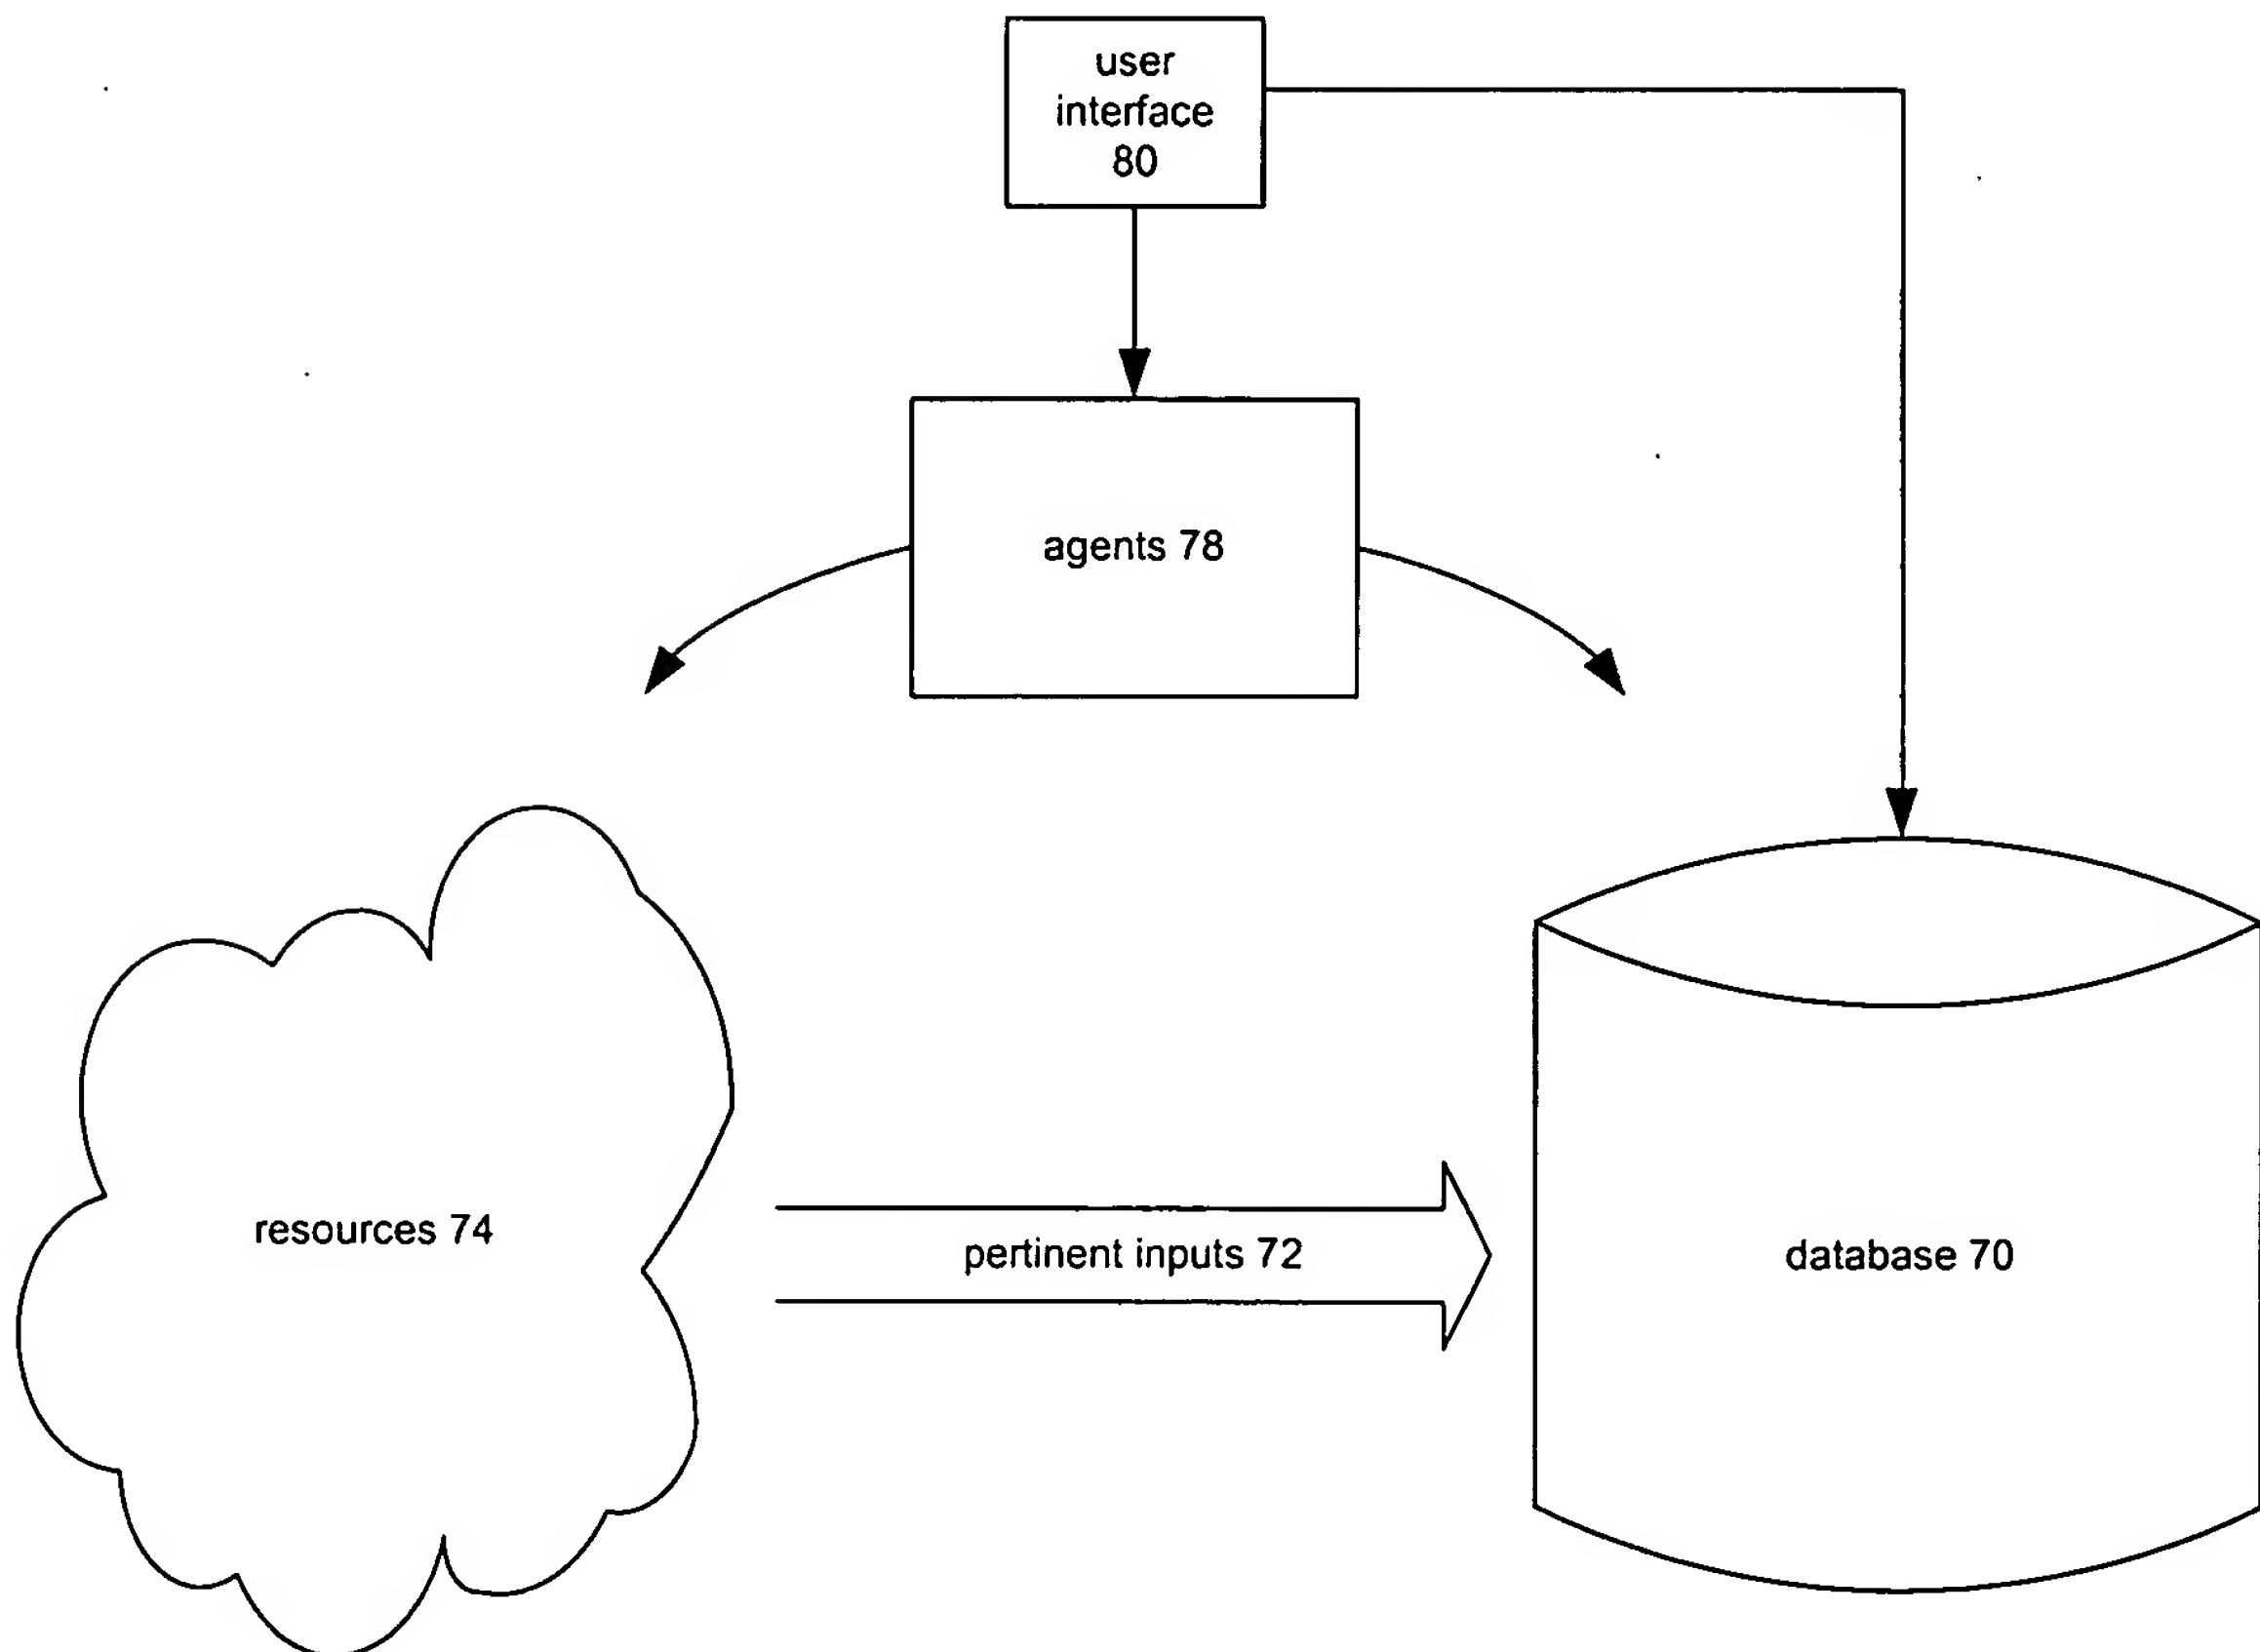 user
interface
80
agents 78
resources 74
pertinent inputs 72
database 70